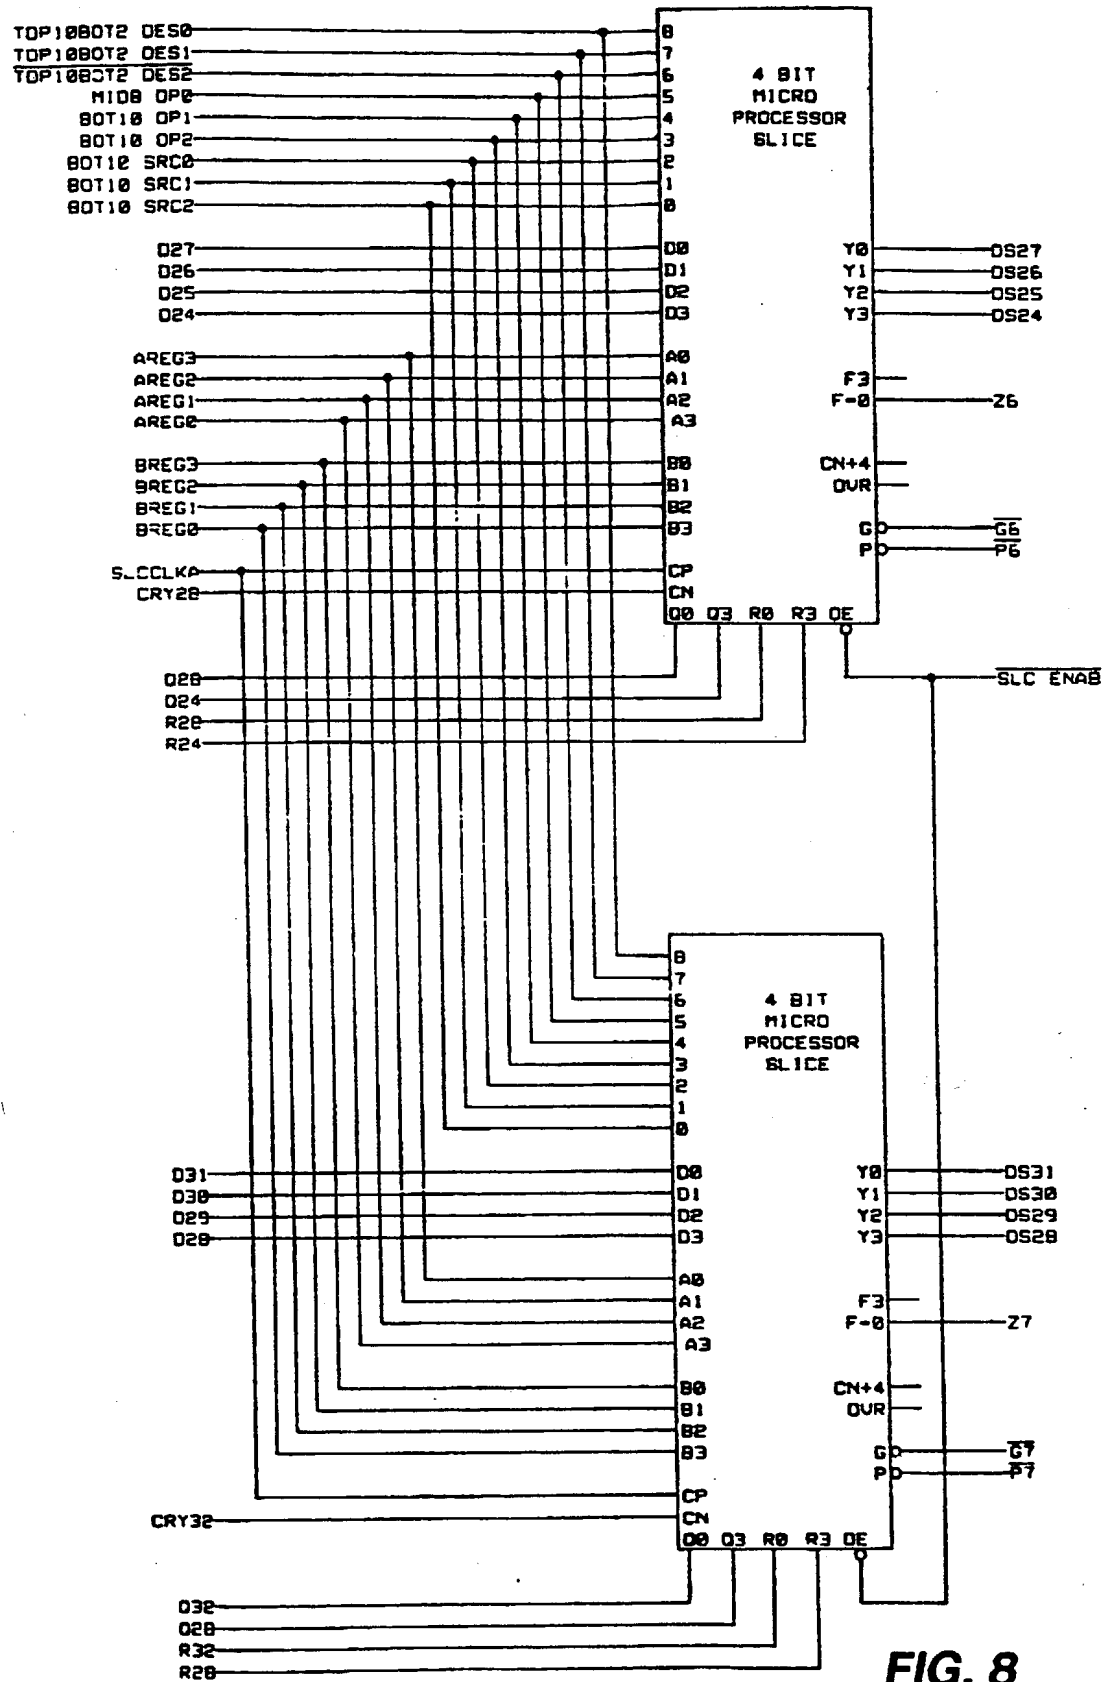 TOP10BOT2 DES0
TOP10BOT2 DES1
TOP10BOT2 DES2
MID8 OP0
BOT10 OP1
BOT10 OP2
BOT10 SRC0
BOT10 SRC1
BOT10 SRC2
8
7
6
5
4
3
2
1
0
4 BIT
MICRO
PROCESSOR
SLICE
D27 D0 Y0 DS27
D26 D1 Y1 DS26
D25 D2 Y2 DS25
D24 D3 Y3 DS24
AREG3 A0
AREG2 A1 F3
AREG1 A2 F-0 Z6
AREG0 A3
BREG3 B0 CN+4
BREG2 B1 OVR
BREG1 B2
BREG0 B3 G G6
P P6
SLCCLKA CP
CRY28 CN
Q0 Q3 R0 R3 OE
Q28 SLC ENAB
Q24
R28
R24
8
7
6
5
4
3
2
1
0
4 BIT
MICRO
PROCESSOR
SLICE
D31 D0 Y0 DS31
D30 D1 Y1 DS30
D29 D2 Y2 DS29
D28 D3 Y3 DS28
A0
A1 F3
A2 F-0 Z7
A3
B0 CN+4
B1 OVR
B2
B3 G G7
P P7
CP
CRY32 CN
Q0 Q3 R0 R3 OE
Q32
Q28
R32
R28
FIG. 8